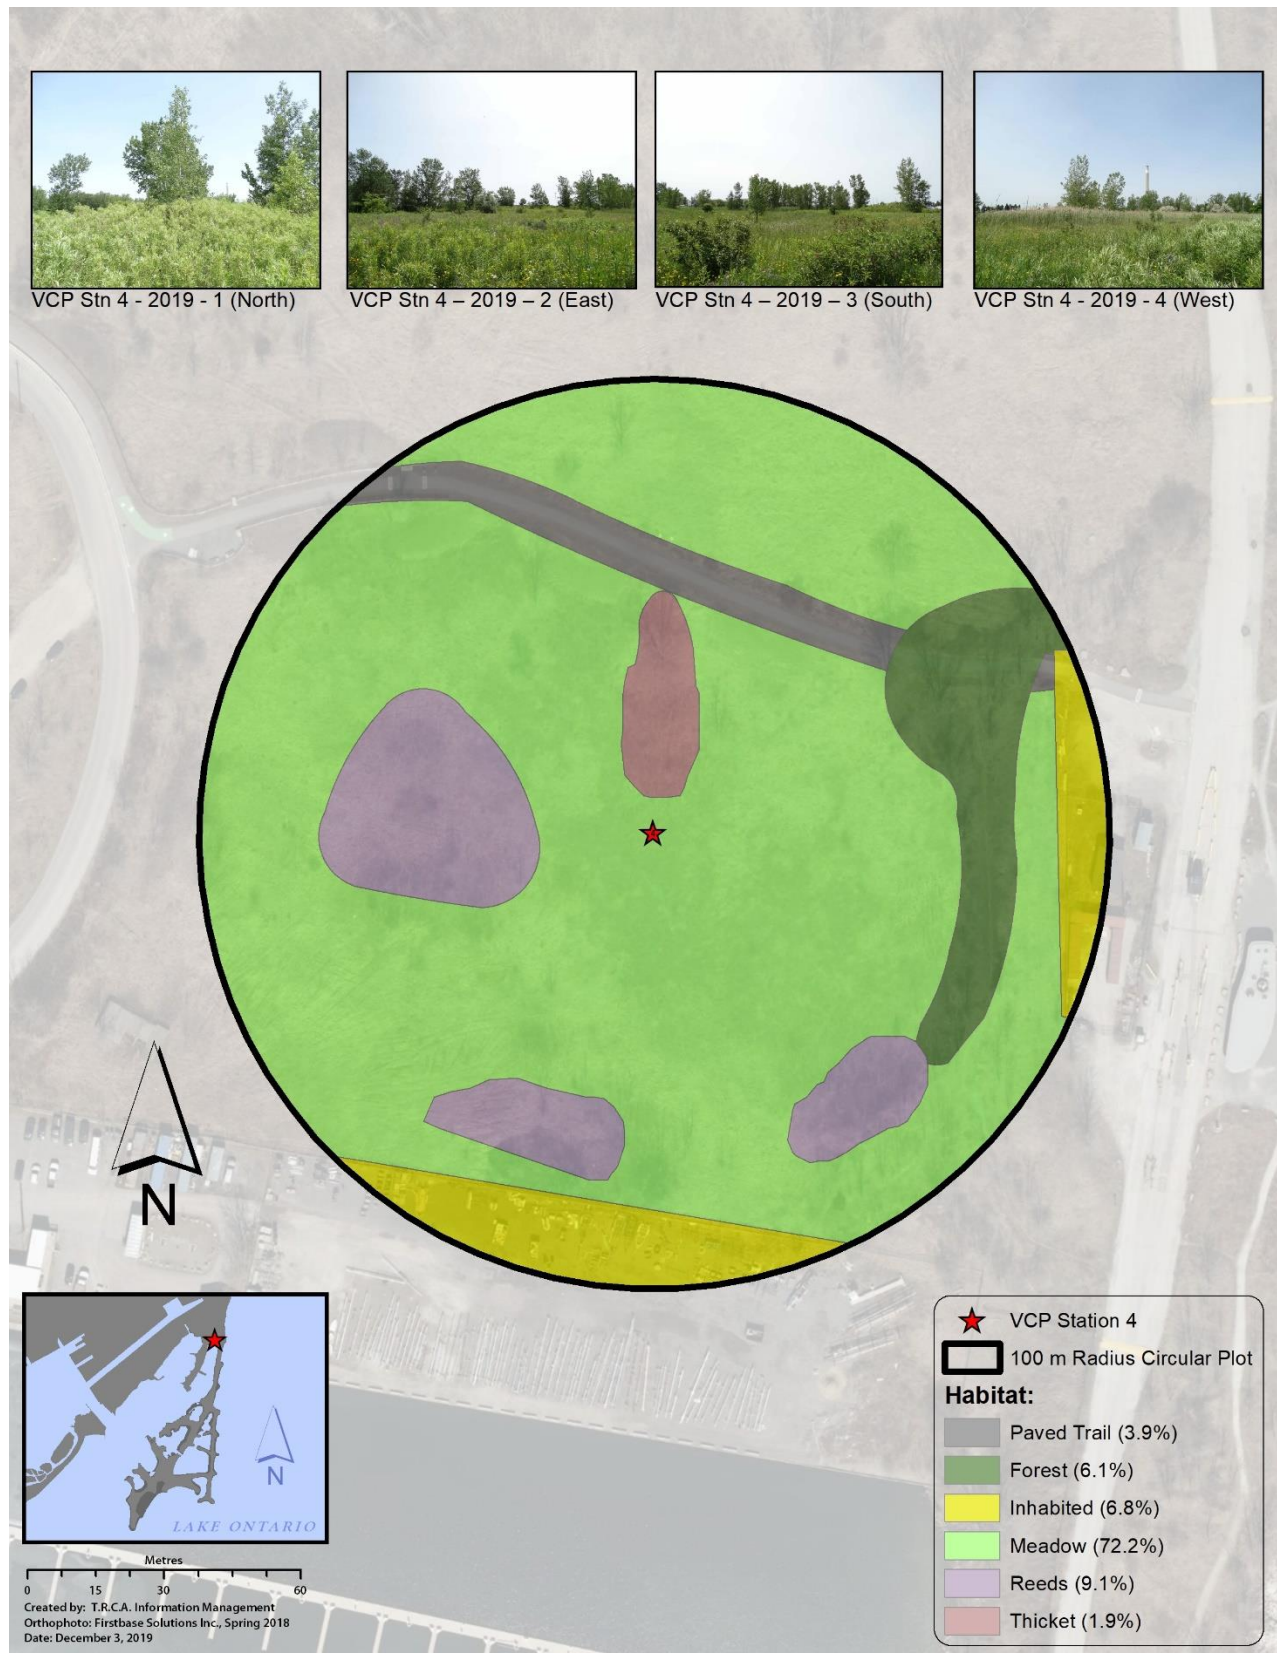 VCP Stn 4 - 2019 - 1 (North)
VCP Stn 4 – 2019 – 2 (East)
VCP Stn 4 – 2019 – 3 (South)
VCP Stn 4 - 2019 - 4 (West)
N
N
LAKE ONTARIO
Metres
0 15 30 60
Created by: T.R.C.A. Information Management
Orthophoto: Firstbase Solutions Inc., Spring 2018
Date: December 3, 2019
VCP Station 4
100 m Radius Circular Plot
Habitat:
Paved Trail (3.9%)
Forest (6.1%)
Inhabited (6.8%)
Meadow (72.2%)
Reeds (9.1%)
Thicket (1.9%)